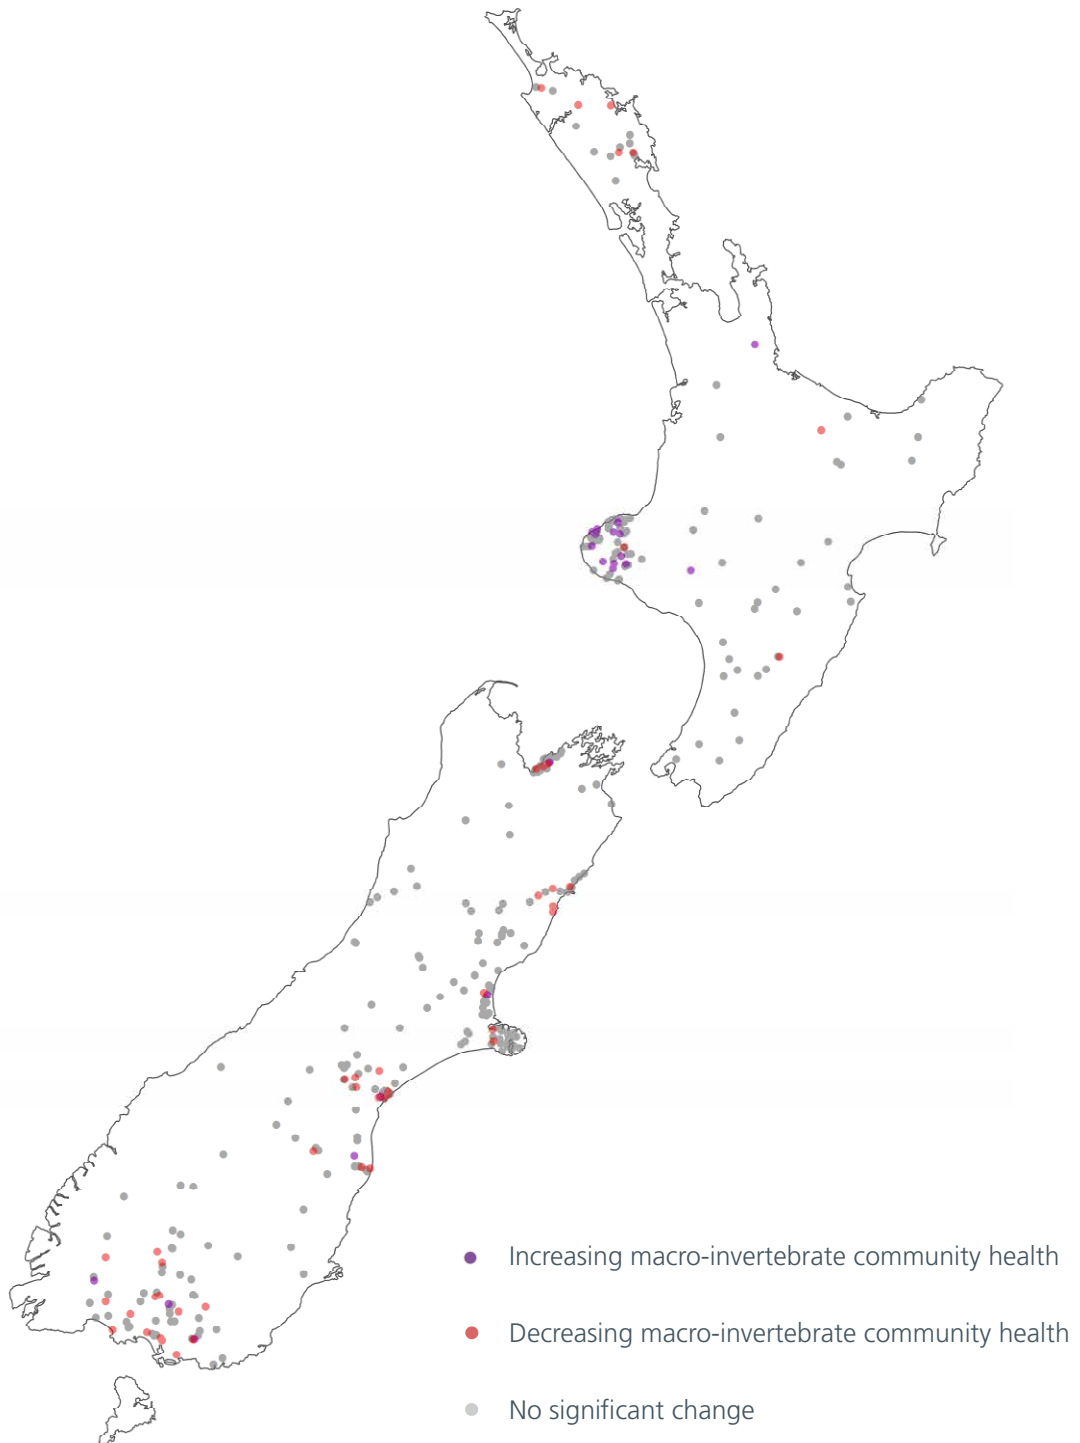 Increasing macro-invertebrate community health
Decreasing macro-invertebrate community health
No significant change